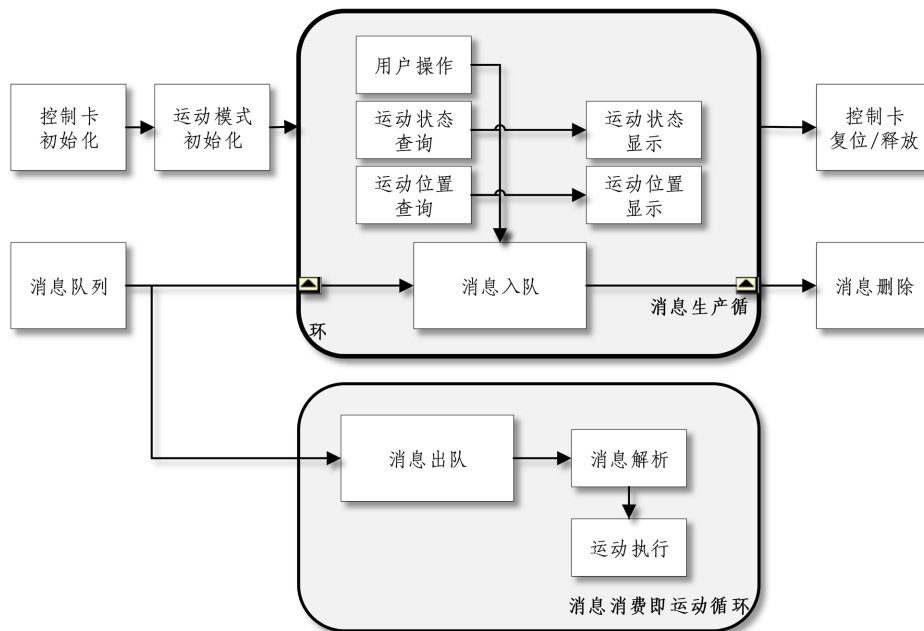 用户操作
控制卡
初始化
运动模式
初始化
运动状态
查询
运动状态
显示
控制卡
复位/释放
运动位置
查询
运动位置
显示
消息队列
消息入队
消息删除
消息生产循
环
消息出队
消息解析
运动执行
消息消费即运动循环